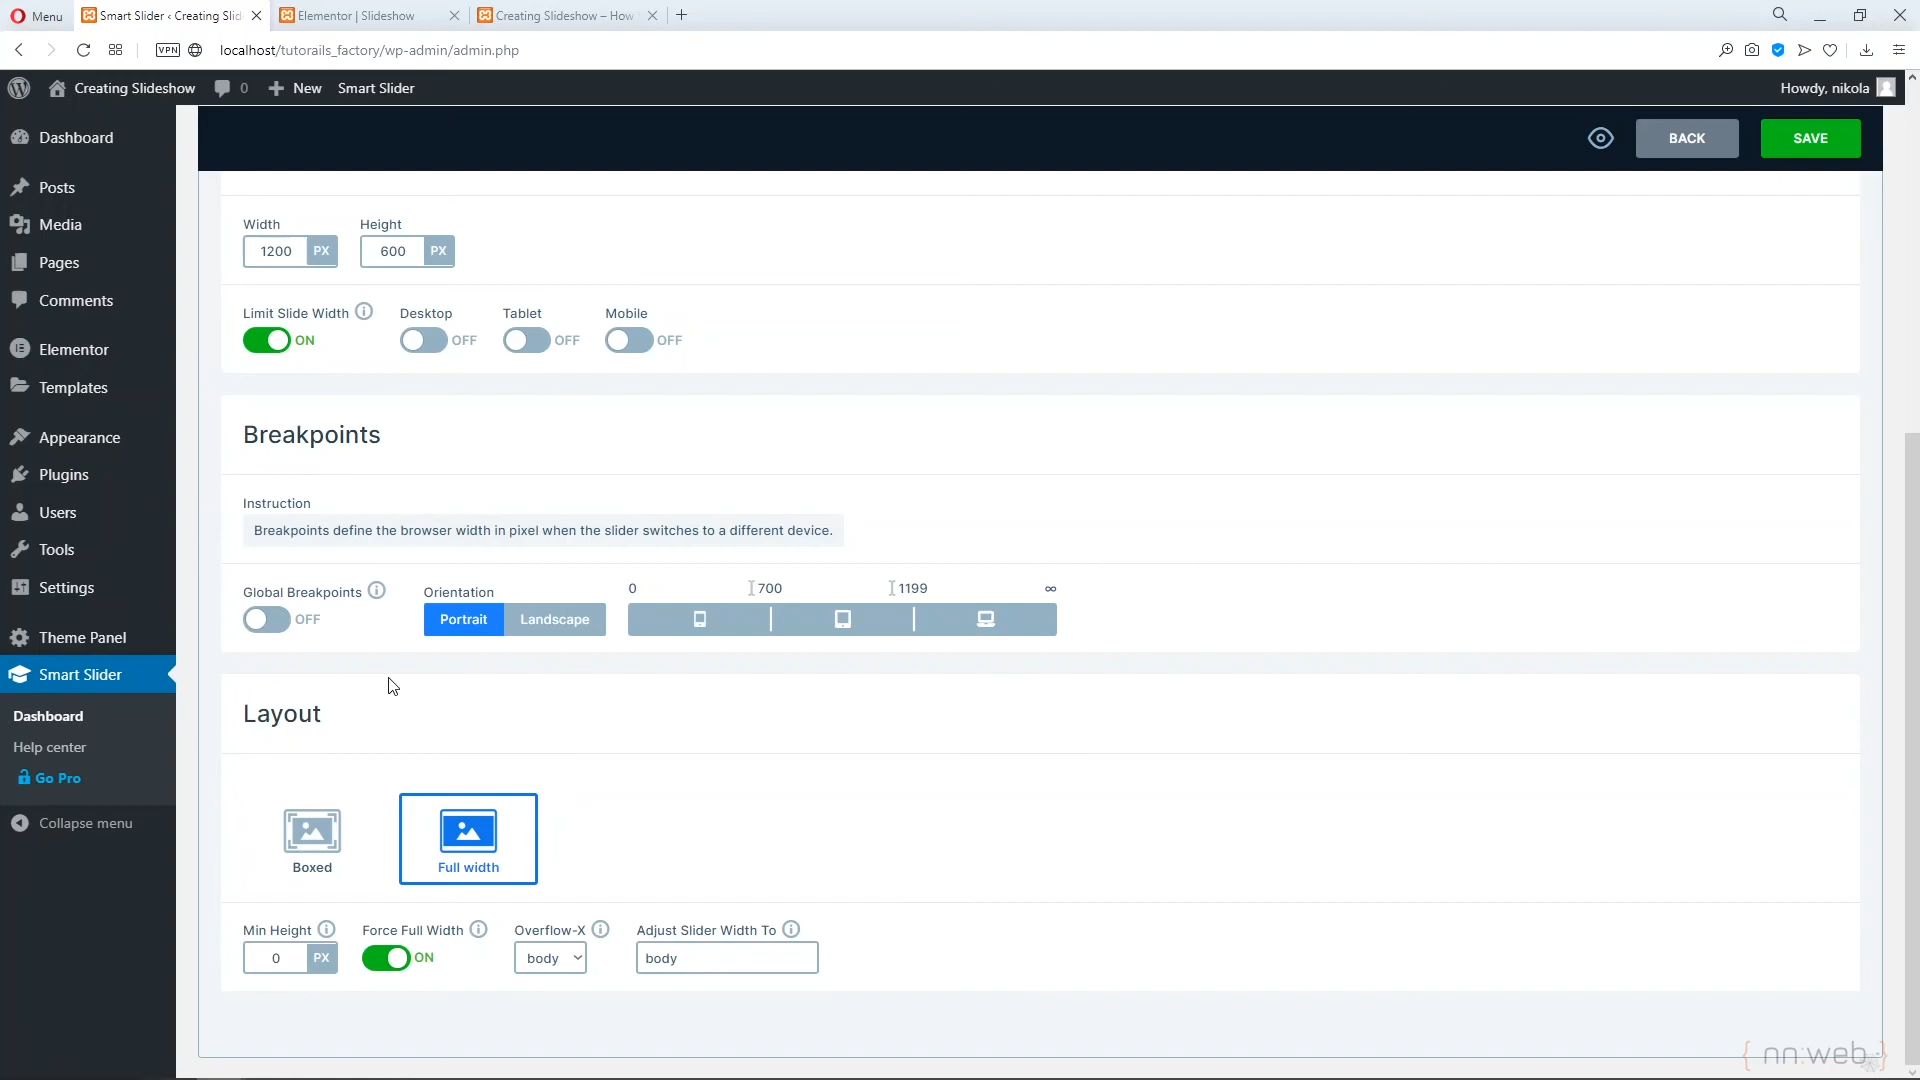 Menu
Smart Slider ‹ Creating Slid
Elementor | Slideshow
Creating Slideshow – How
VPN
localhost/tutorails_factory/wp-admin/admin.php
Creating Slideshow
0
New
Smart Slider
Howdy, nikola
Dashboard
Posts
Media
Pages
Comments
Elementor
Templates
Appearance
Plugins
Users
Tools
Settings
Theme Panel
Smart Slider
Dashboard
Help center
Go Pro
Collapse menu
BACK
SAVE
Width
Height
1200 PX
600 PX
Limit Slide Width
Desktop
Tablet
Mobile
ON
OFF
OFF
OFF
Breakpoints
Instruction
Breakpoints define the browser width in pixel when the slider switches to a different device.
Global Breakpoints
OFF
Orientation
Portrait
Landscape
0
700
1199
∞
Layout
Boxed
Full width
Min Height
Force Full Width
Overflow-X
Adjust Slider Width To
0 PX
ON
body
body
{ nn:web }